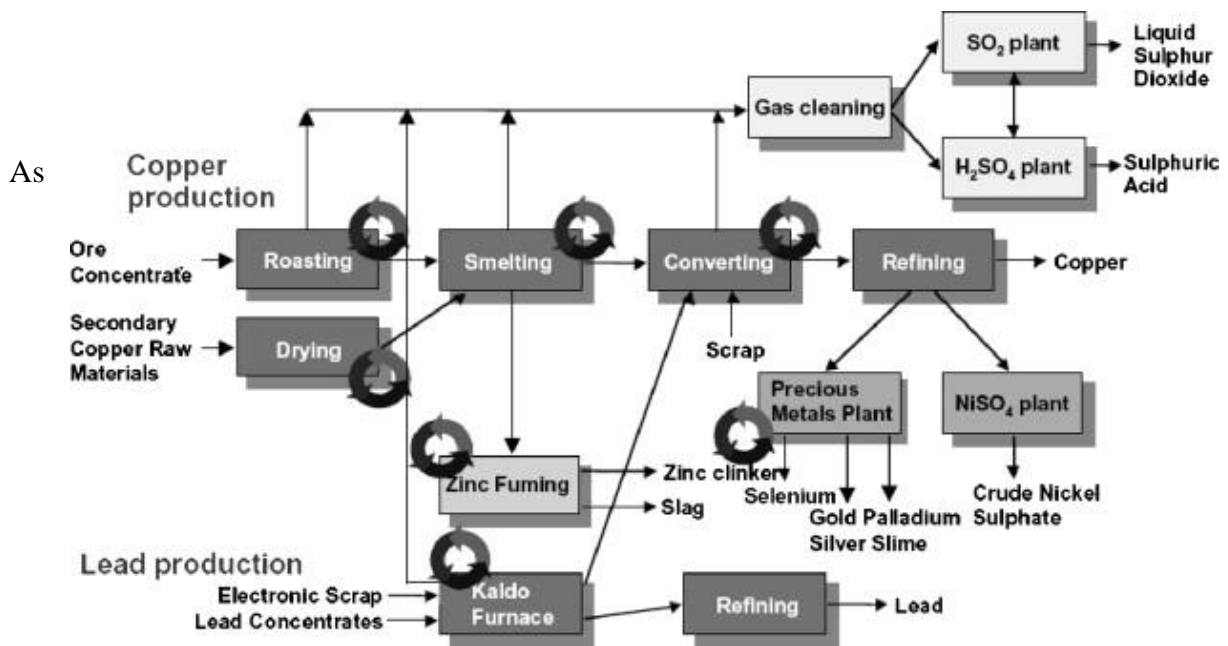 SO2 plant
Liquid
Sulphur
Dioxide
Gas cleaning
As
Copper
production
H2SO4 plant
Sulphuric
Acid
Ore
Concentrate
Roasting
Smelting
Converting
Refining
Copper
Secondary
Copper Raw
Materials
Drying
Scrap
Precious
Metals Plant
NiSO4 plant
Zinc Fuming
Zinc clinker
Slag
Selenium
Gold Palladium
Silver Slime
Crude Nickel
Sulphate
Lead production
Electronic Scrap
Lead Concentrates
Kaldo
Furnace
Refining
Lead